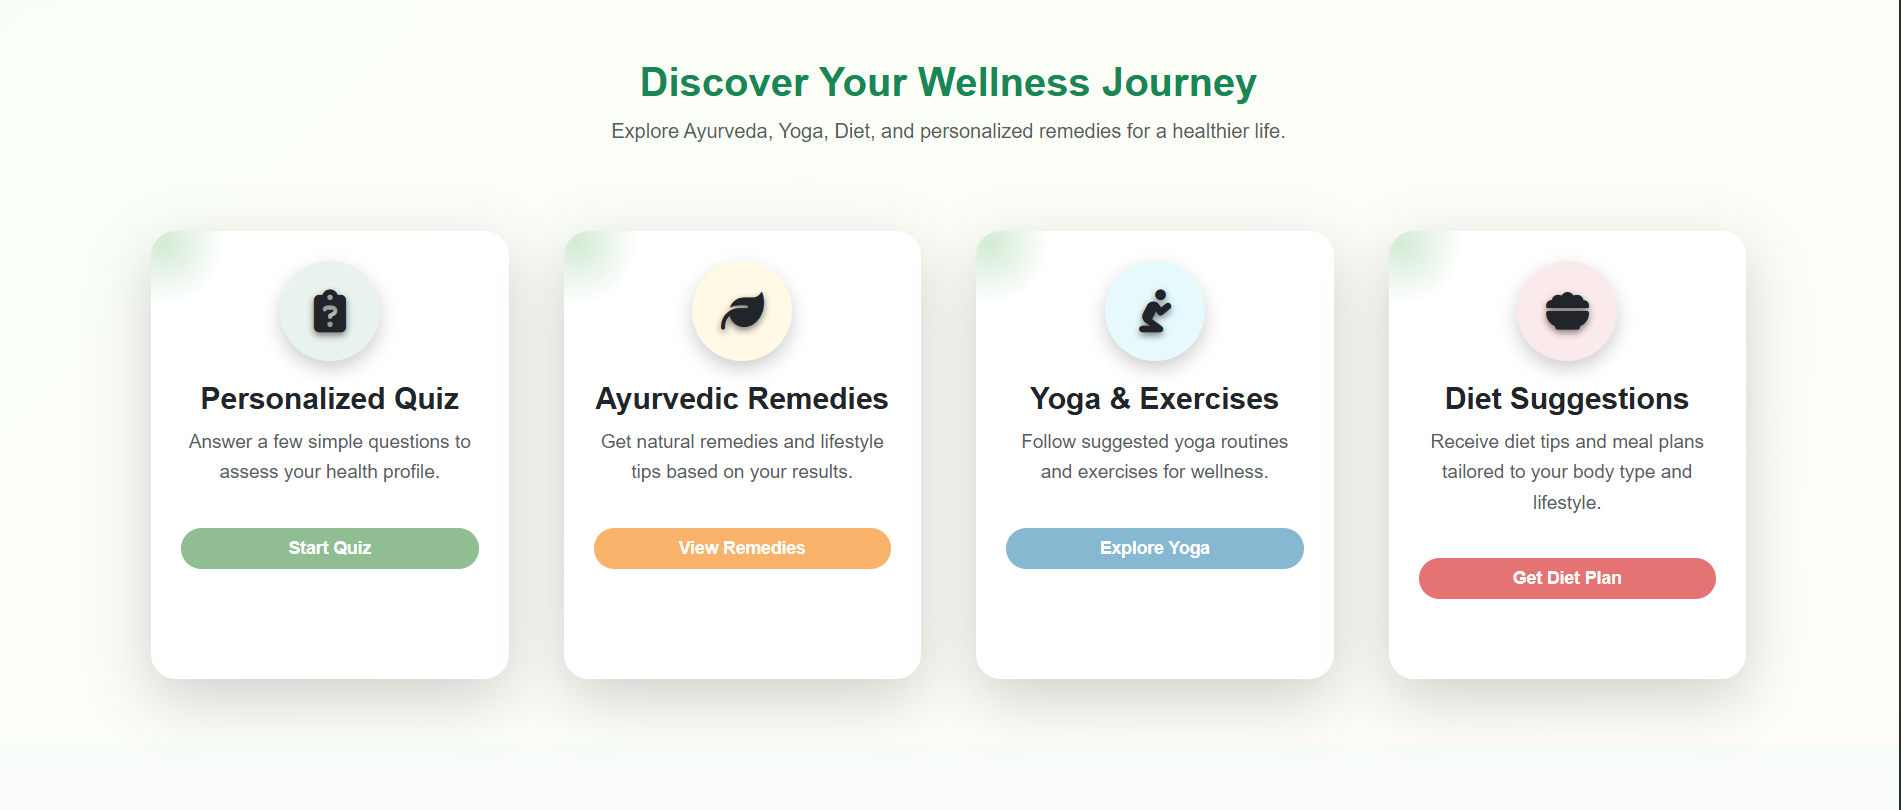 Discover Your Wellness Journey
Explore Ayurveda, Yoga, Diet, and personalized remedies for a healthier life.
?
Personalized Quiz
Answer a few simple questions to
assess your health profile.
Start Quiz
Ayurvedic Remedies
Get natural remedies and lifestyle
tips based on your results.
View Remedies
Yoga & Exercises
Follow suggested yoga routines
and exercises for wellness.
Explore Yoga
Diet Suggestions
Receive diet tips and meal plans
tailored to your body type and
lifestyle.
Get Diet Plan